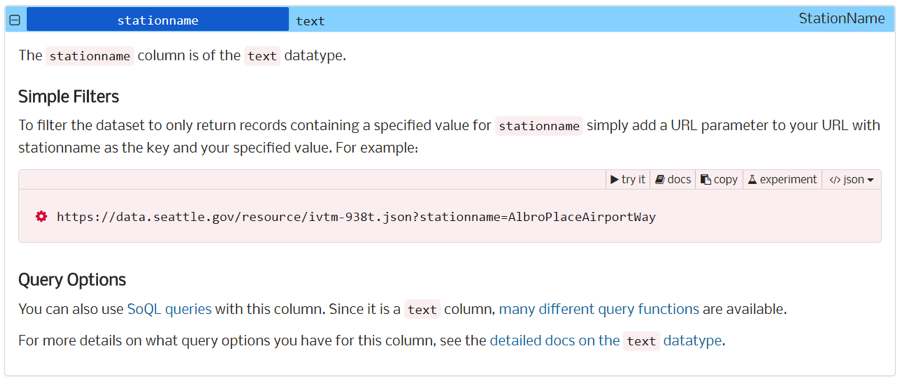 stationname text StationName
The stationname column is of the text datatype.
Simple Filters
To filter the dataset to only return records containing a specified value for stationname simply add a URL parameter to your URL with
stationname as the key and your specified value. For example:
try it docs copy experiment </> json
https://data.seattle.gov/resource/ivtm-938t.json?stationname=AlbroPlaceAirportWay
Query Options
You can also use SoQL queries with this column. Since it is a text column, many different query functions are available.
For more details on what query options you have for this column, see the detailed docs on the text datatype.